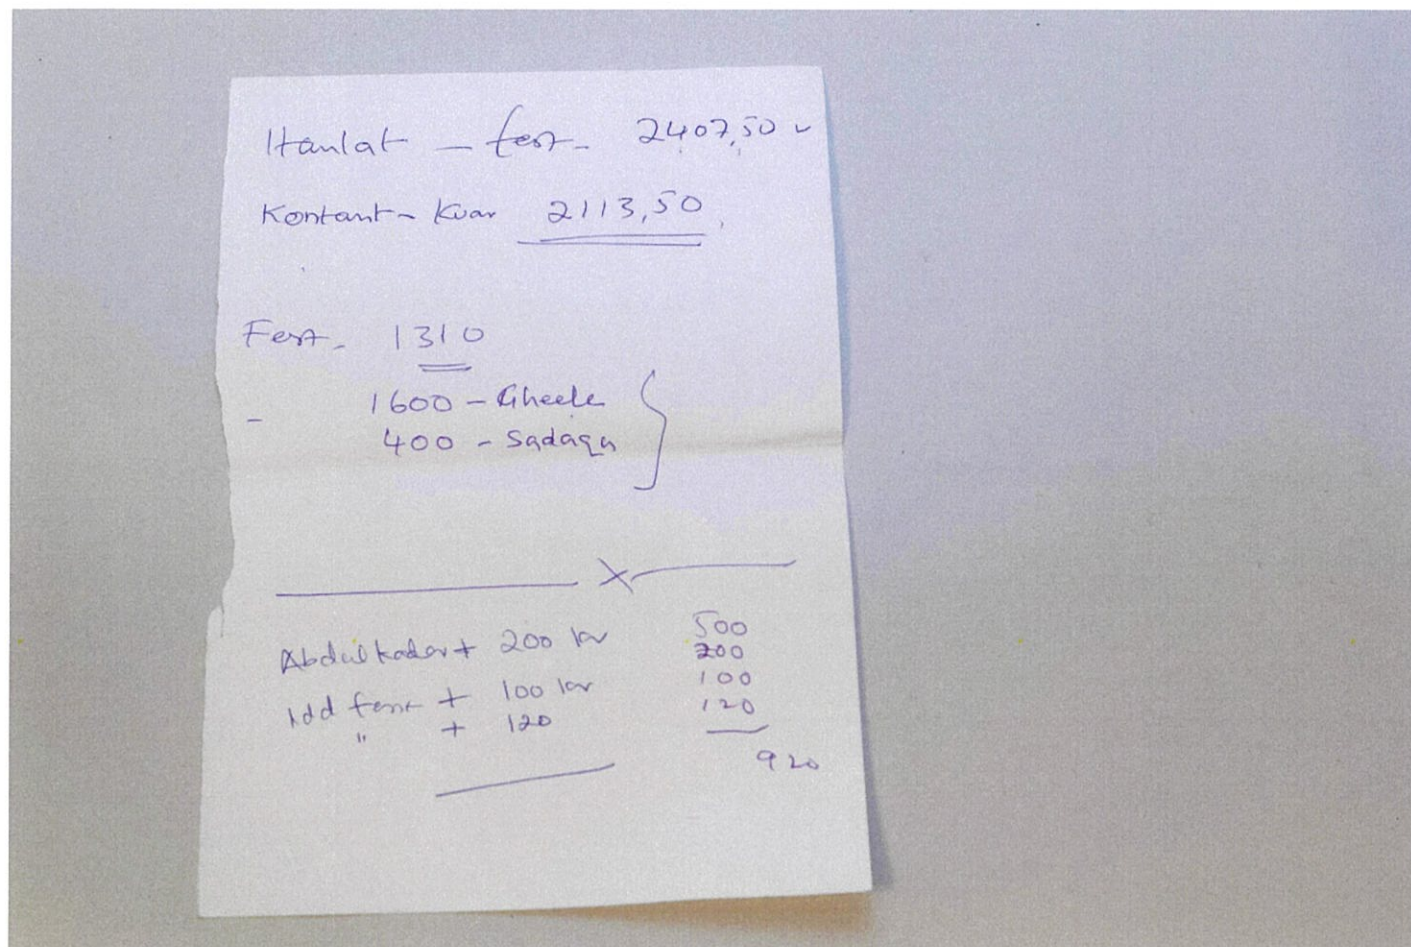 Hanlat - fest - 2407,50
Kontant - Kvar 2113,50
Fest - 1310
- 1600 - Gheele
400 - Sadaqa
X
Abdulkader + 200 kr 500
200
Idd fest + 100 kr 100
" + 120 120
920